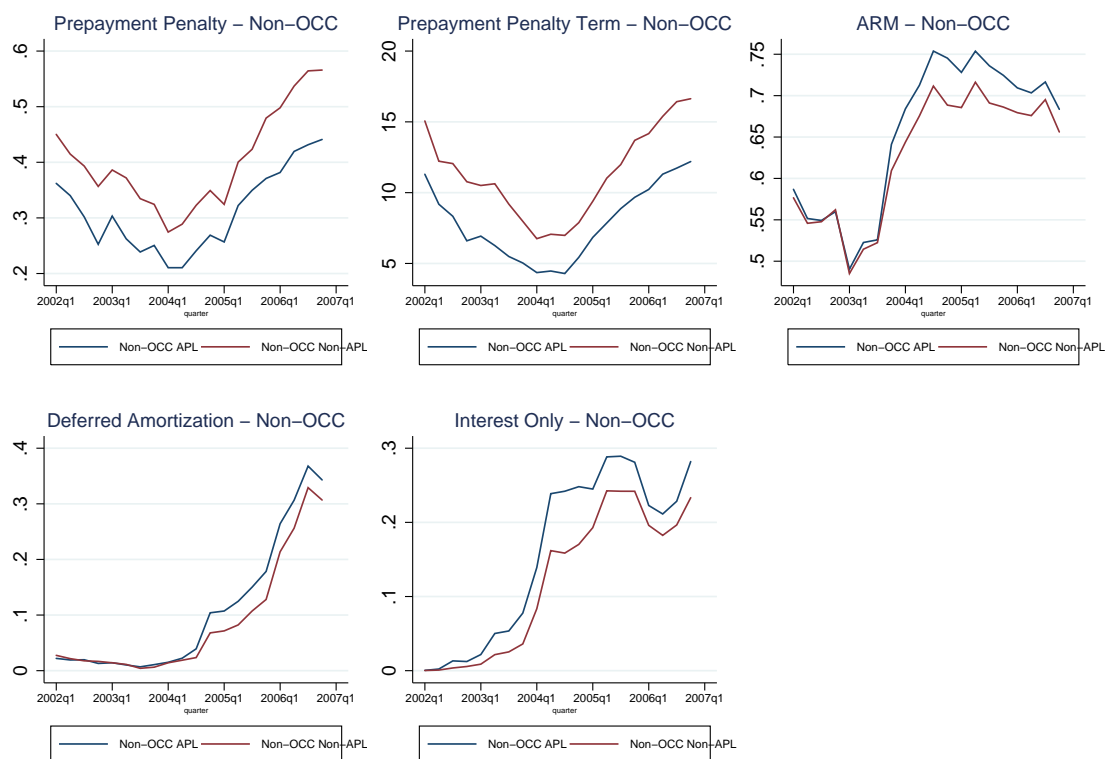 Prepayment Penalty – Non–OCC
.6
.5
.4
.3
.2
2002q1 2003q1 2004q1 2005q1 2006q1 2007q1
quarter
Non–OCC APL Non–OCC Non–APL
Prepayment Penalty Term – Non–OCC
20
15
10
5
2002q1 2003q1 2004q1 2005q1 2006q1 2007q1
quarter
Non–OCC APL Non–OCC Non–APL
ARM – Non–OCC
.75
.7
.65
.6
.55
.5
2002q1 2003q1 2004q1 2005q1 2006q1 2007q1
quarter
Non–OCC APL Non–OCC Non–APL
Deferred Amortization – Non–OCC
.4
.3
.2
.1
0
2002q1 2003q1 2004q1 2005q1 2006q1 2007q1
quarter
Non–OCC APL Non–OCC Non–APL
Interest Only – Non–OCC
.3
.2
.1
0
2002q1 2003q1 2004q1 2005q1 2006q1 2007q1
quarter
Non–OCC APL Non–OCC Non–APL